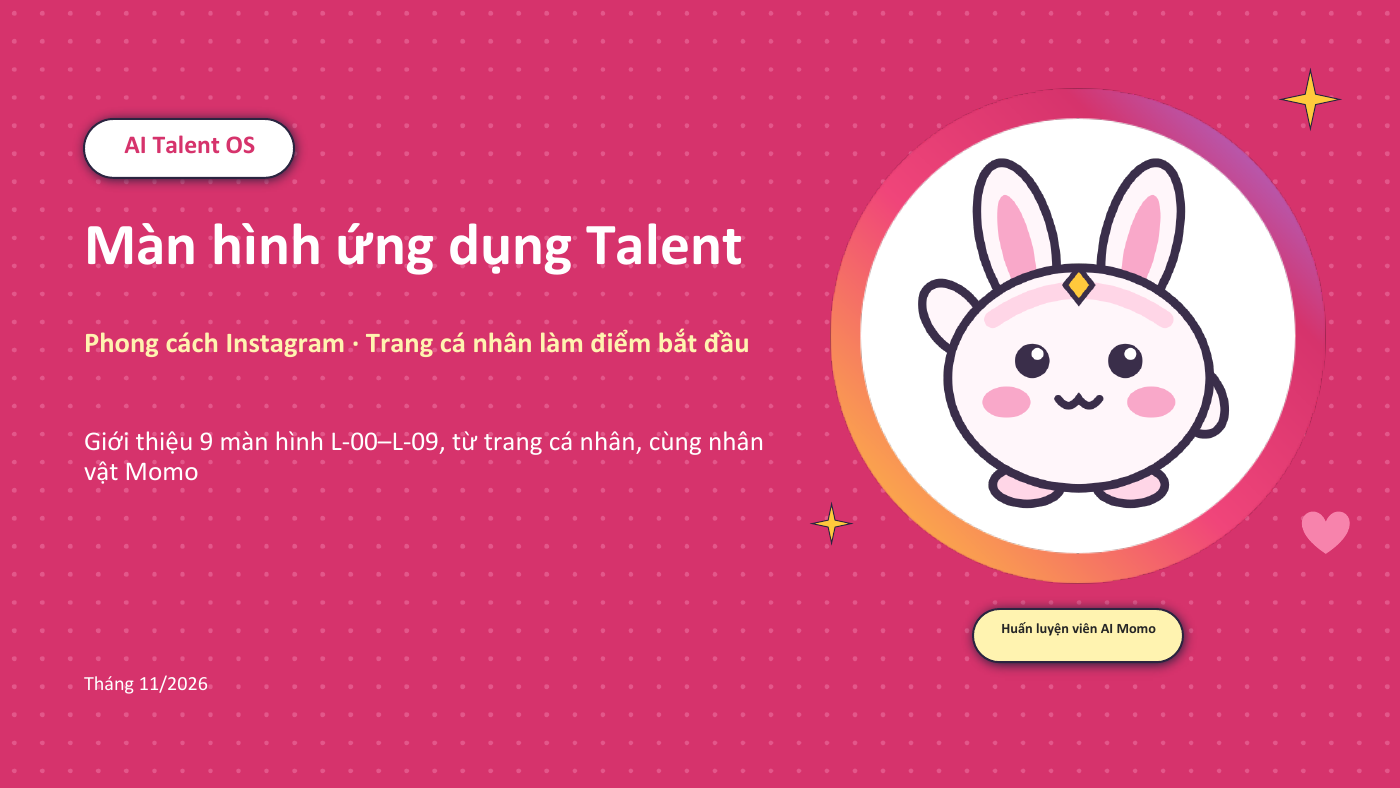 AI Talent OS
Màn hình ứng dụng Talent
Phong cách Instagram · Trang cá nhân làm điểm bắt đầu
Giới thiệu 9 màn hình L-00–L-09, từ trang cá nhân, cùng nhân
vật Momo
Huấn luyện viên AI Momo
Tháng 11/2026